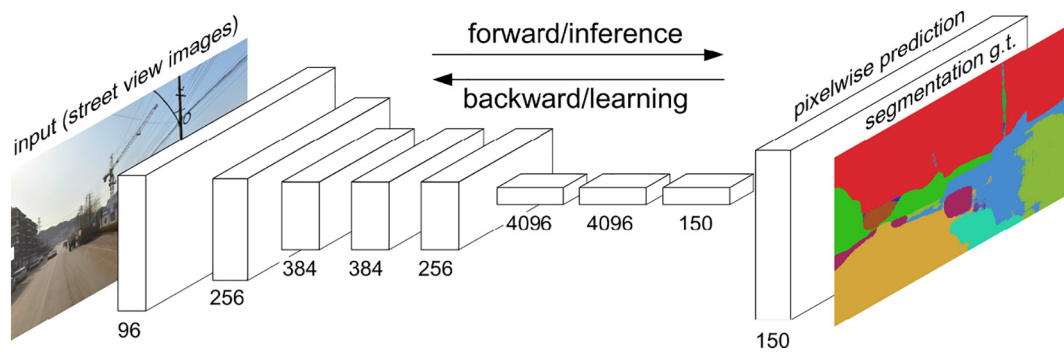 input (street view images)
forward/inference
backward/learning
pixelwise prediction
segmentation g.t.
96
256
384
384
256
4096
4096
150
150